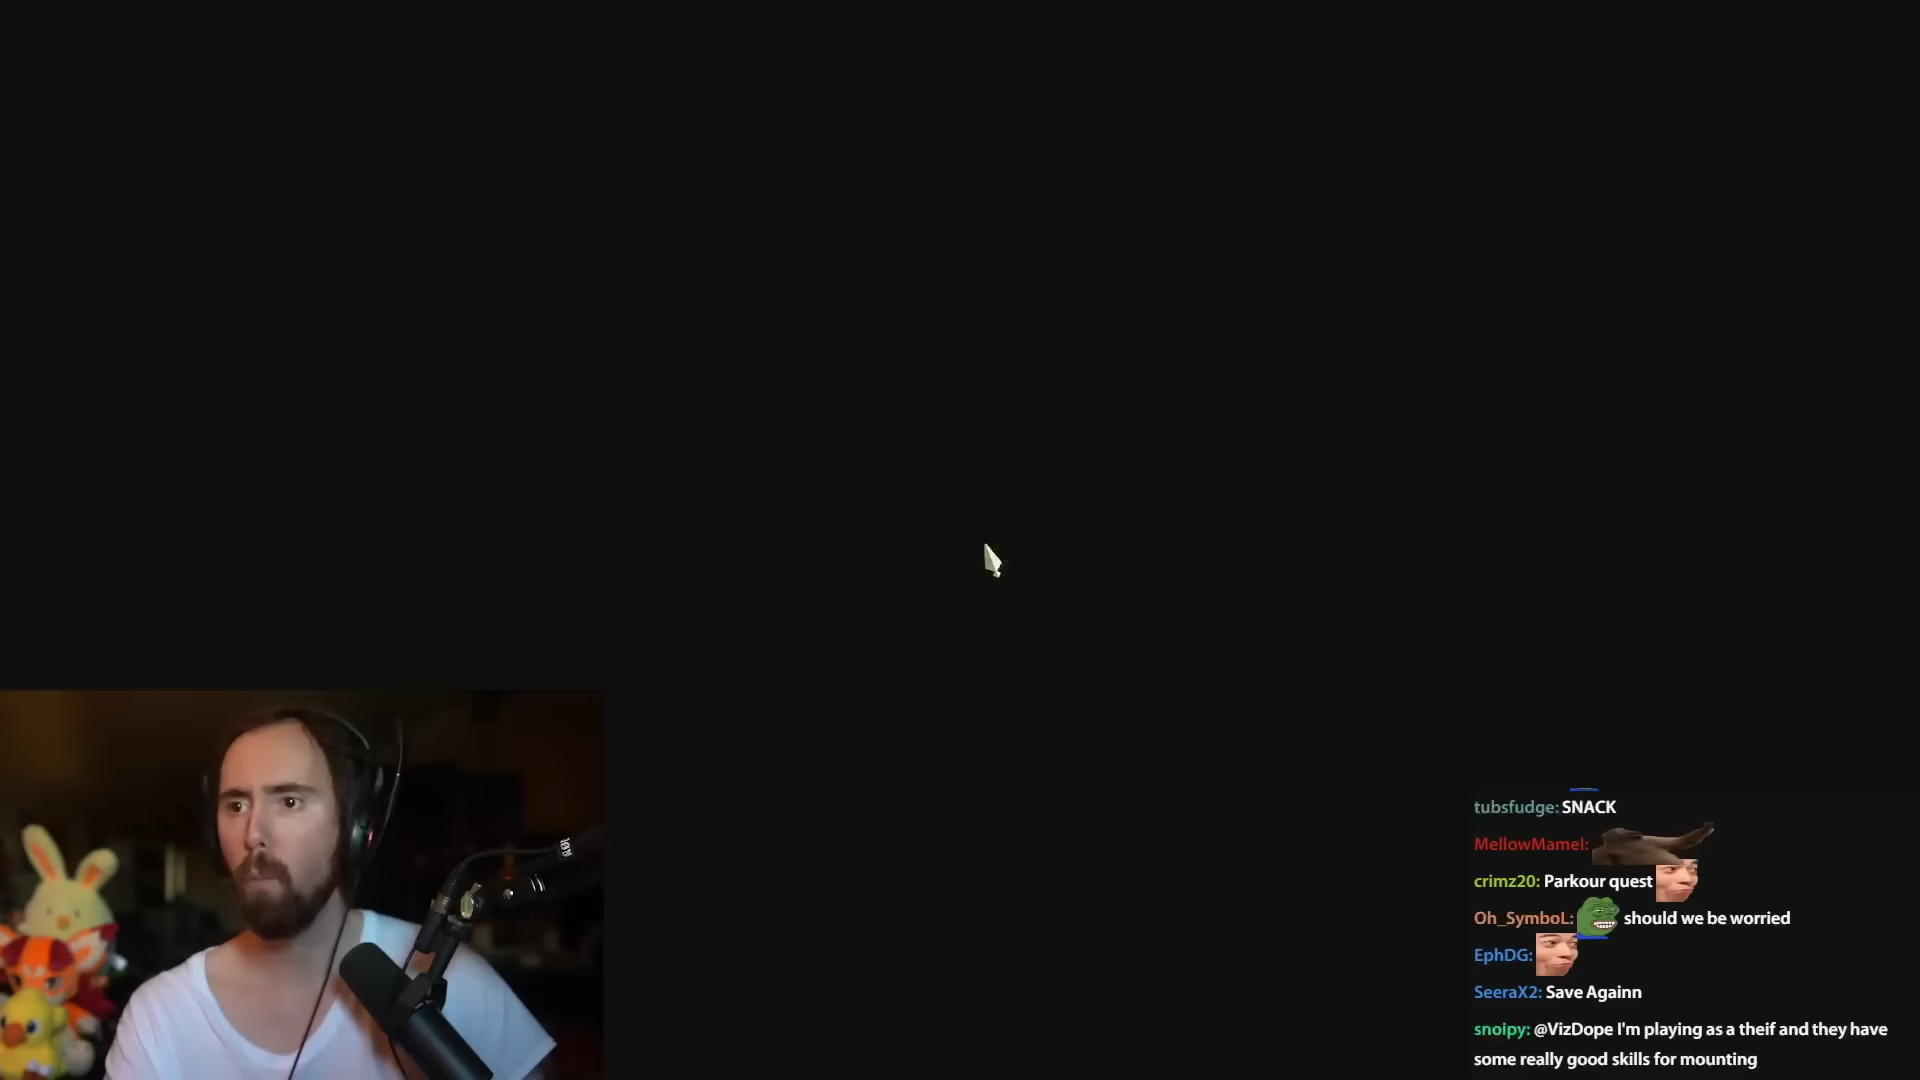 tubsfudge: SNACK
MellowMamel:
crimz20: Parkour quest
Oh_SymboL: should we be worried
EphDG:
SeeraX2: Save Againn
snoipy: @VizDope I'm playing as a theif and they have
some really good skills for mounting